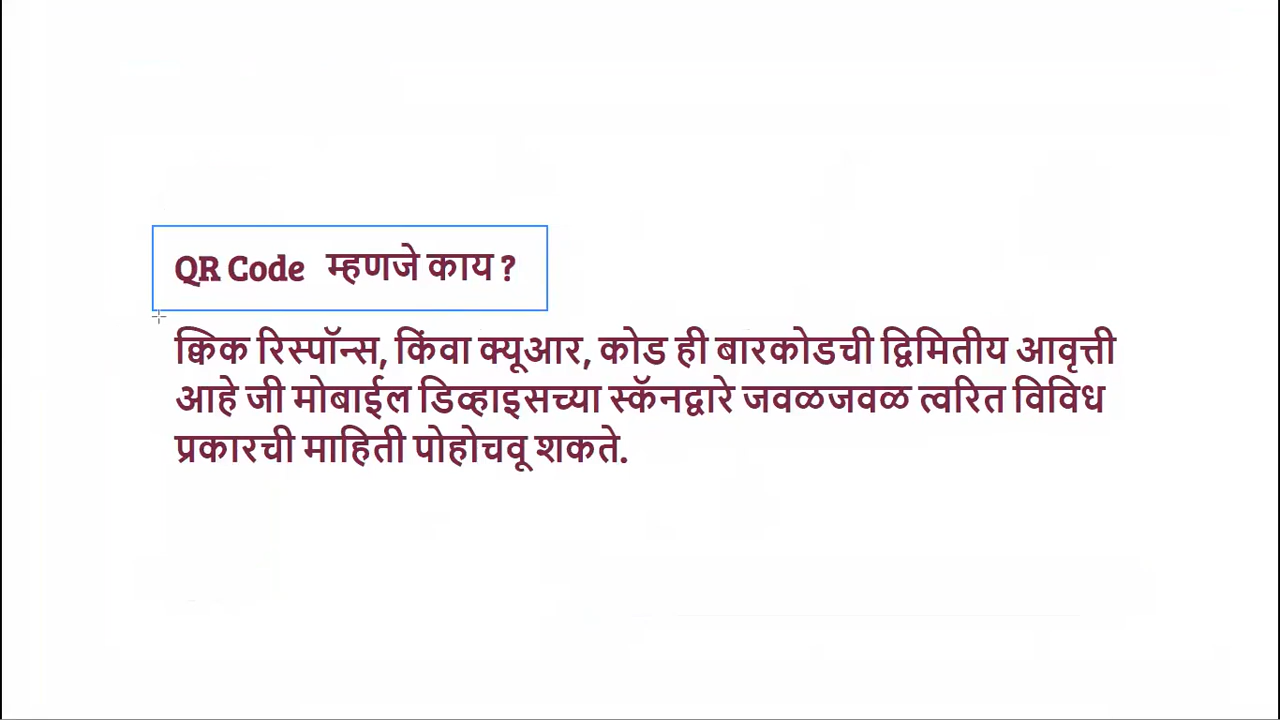 QR Code म्हणजे काय ?
क्विक रिस्पॉन्स, किंवा क्यूआर, कोड ही बारकोडची द्विमितीय आवृत्ती
आहे जी मोबाईल डिव्हाइसच्या स्कॅनद्वारे जवळजवळ त्वरित विविध
प्रकारची माहिती पोहोचवू शकते.